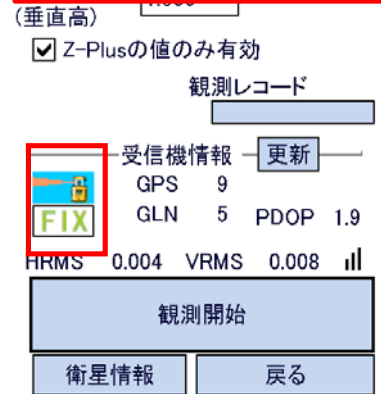 (垂直高)
Z-Plusの値のみ有効
観測レコード
受信機情報 更新
GPS 9
FIX GLN 5 PDOP 1.9
HRMS 0.004 VRMS 0.008
観測開始
衛星情報 戻る